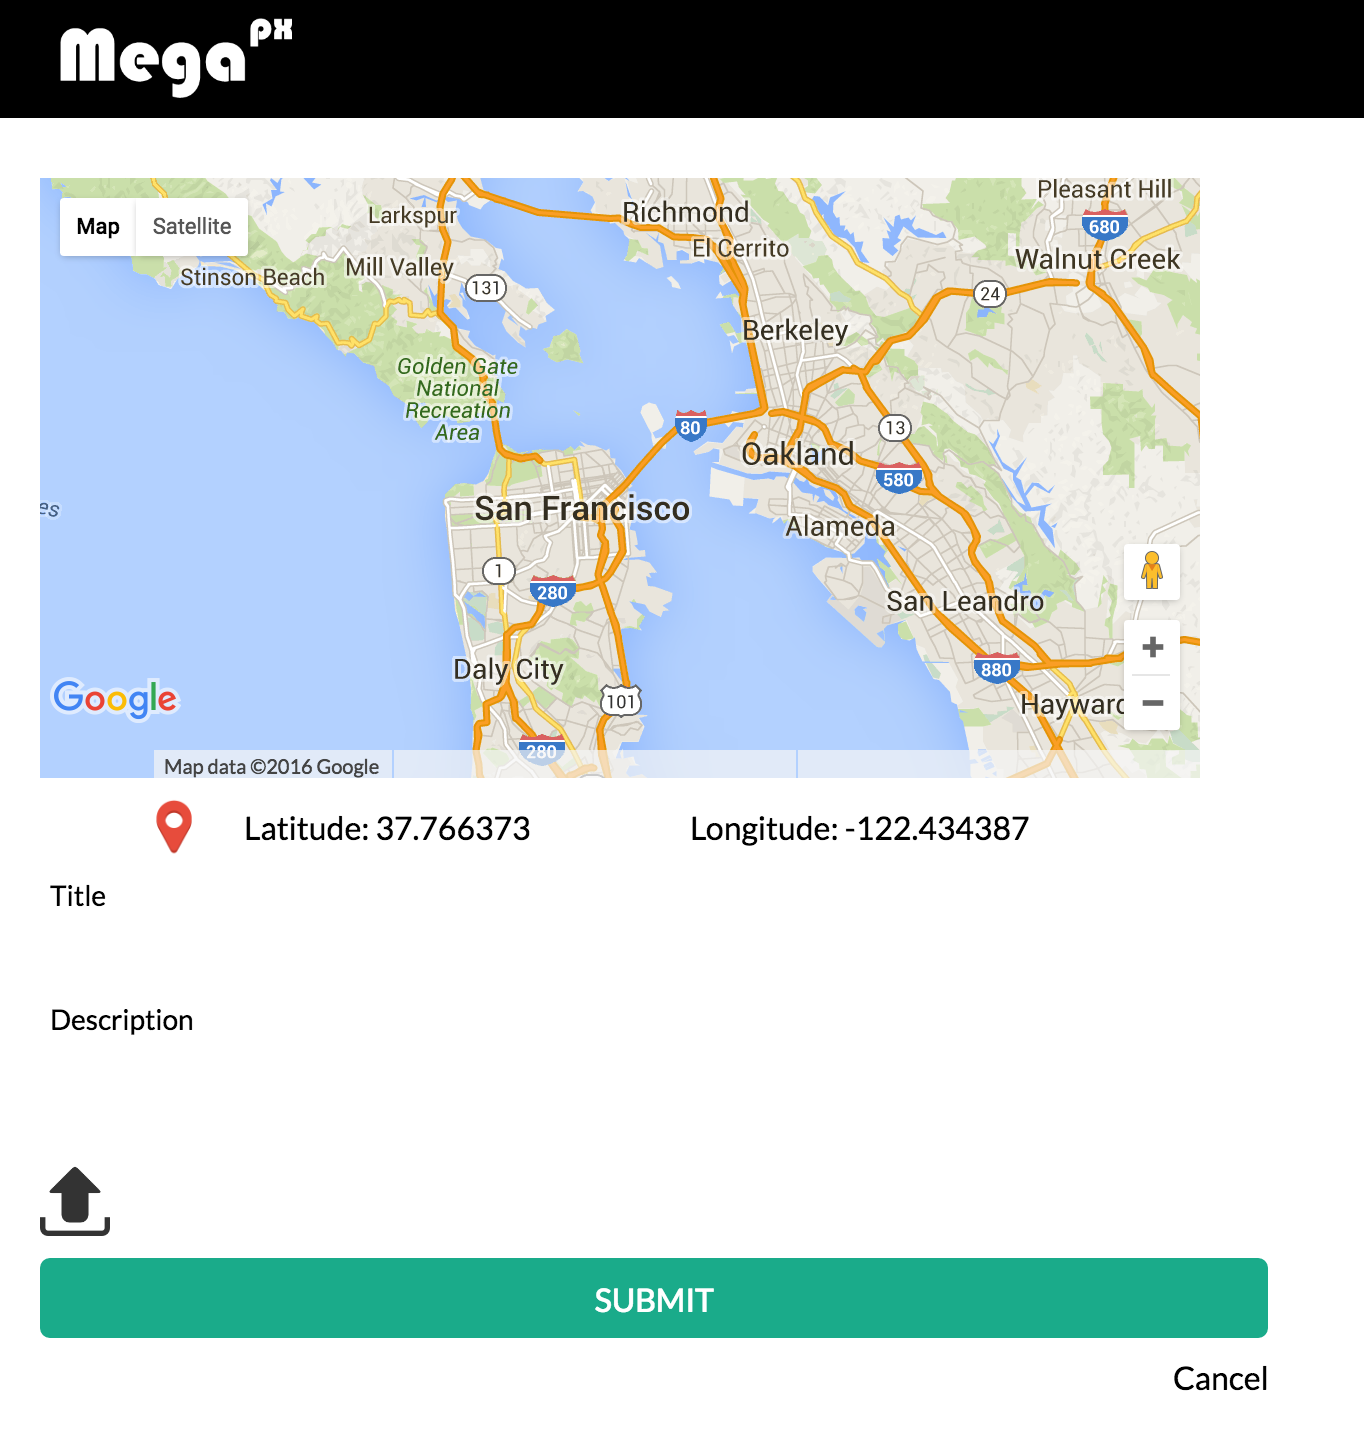 Mega px
Pleasant Hill
Larkspur
Richmond
680
Map Satellite
El Cerrito
Walnut Creek
Stinson Beach
Mill Valley
131
24
Berkeley
Golden Gate
National
Recreation
Area
80
13
Oakland
580
es
San Francisco
Alameda
1
280
San Leandro
Daly City
880
Google
101
Hayward
280
Map data ©2016 Google
Latitude: 37.766373 Longitude: -122.434387
Title
Description
SUBMIT
Cancel